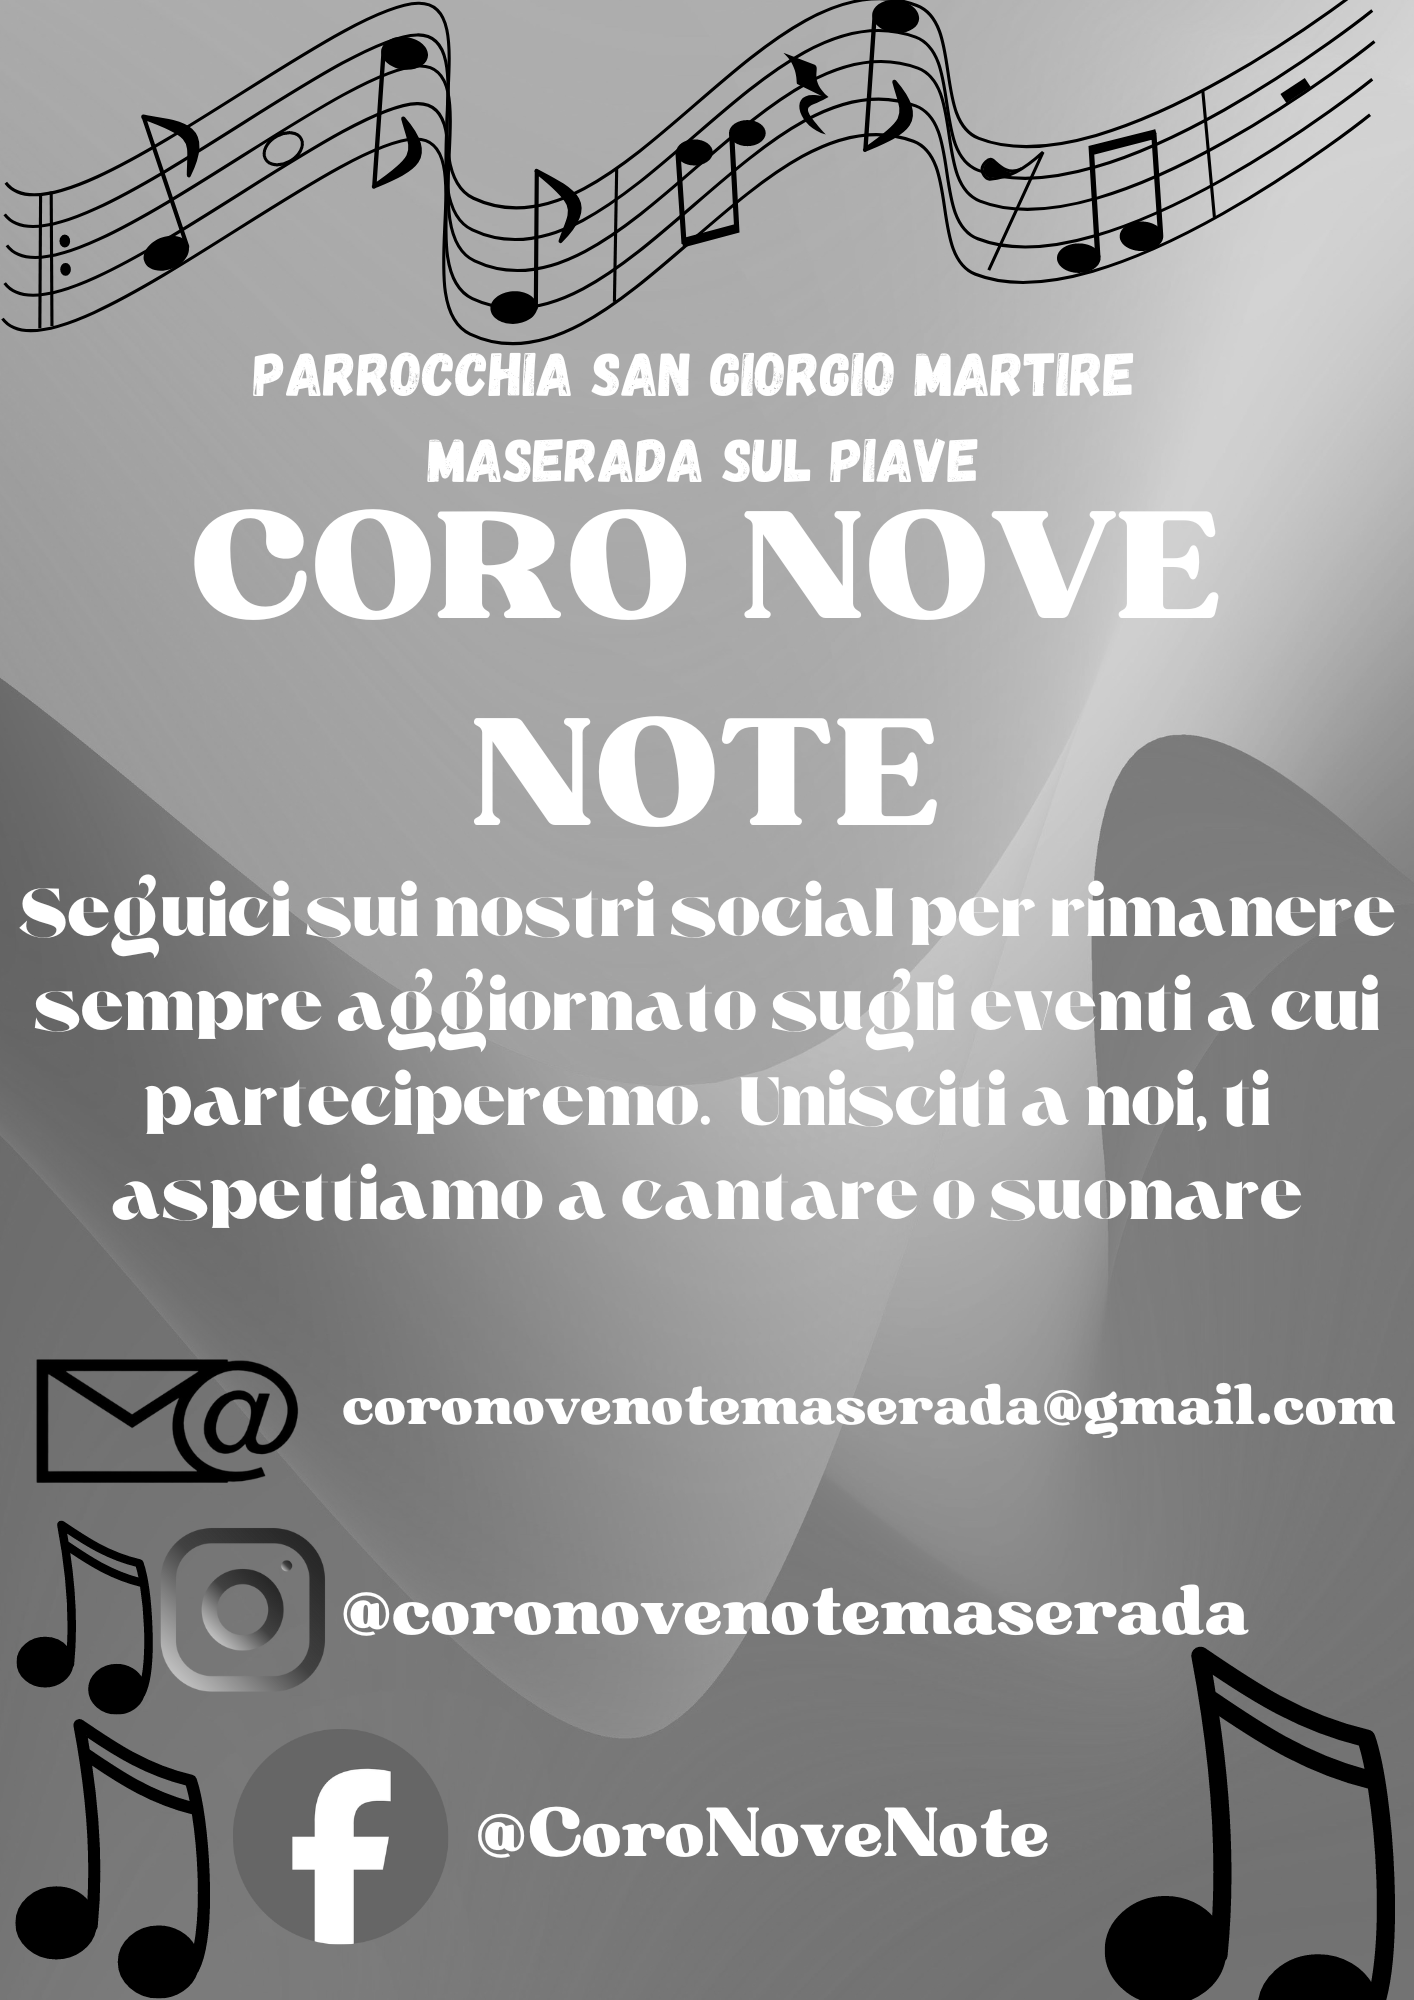 PARROCCHIA SAN GIORGIO MARTIRE
MASERADA SUL PIAVE
CORO NOVE
NOTE
Seguici sui nostri social per rimanere
sempre aggiornato sugli eventi a cui
parteciperemo. Unisciti a noi, ti
aspettiamo a cantare o suonare
@
coronovenotemaserada@gmail.com
@coronovenotemaserada
f
@CoroNoveNote